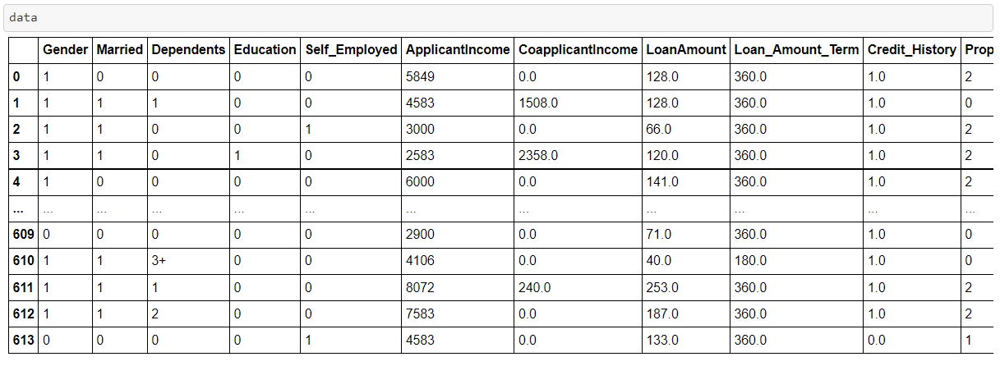 data
Gender Married Dependents Education Self_Employed ApplicantIncome CoapplicantIncome LoanAmount Loan_Amount_Term Credit_History Prop
0 1 0 0 0 0 5849 0.0 128.0 360.0 1.0 2
1 1 1 1 0 0 4583 1508.0 128.0 360.0 1.0 0
2 1 1 0 0 1 3000 0.0 66.0 360.0 1.0 2
3 1 1 0 1 0 2583 2358.0 120.0 360.0 1.0 2
4 1 0 0 0 0 6000 0.0 141.0 360.0 1.0 2
... ... ... ... ... ... ... ... ... ... ... ...
609 0 0 0 0 0 2900 0.0 71.0 360.0 1.0 0
610 1 1 3+ 0 0 4106 0.0 40.0 180.0 1.0 0
611 1 1 1 0 0 8072 240.0 253.0 360.0 1.0 2
612 1 1 2 0 0 7583 0.0 187.0 360.0 1.0 2
613 0 0 0 0 1 4583 0.0 133.0 360.0 0.0 1